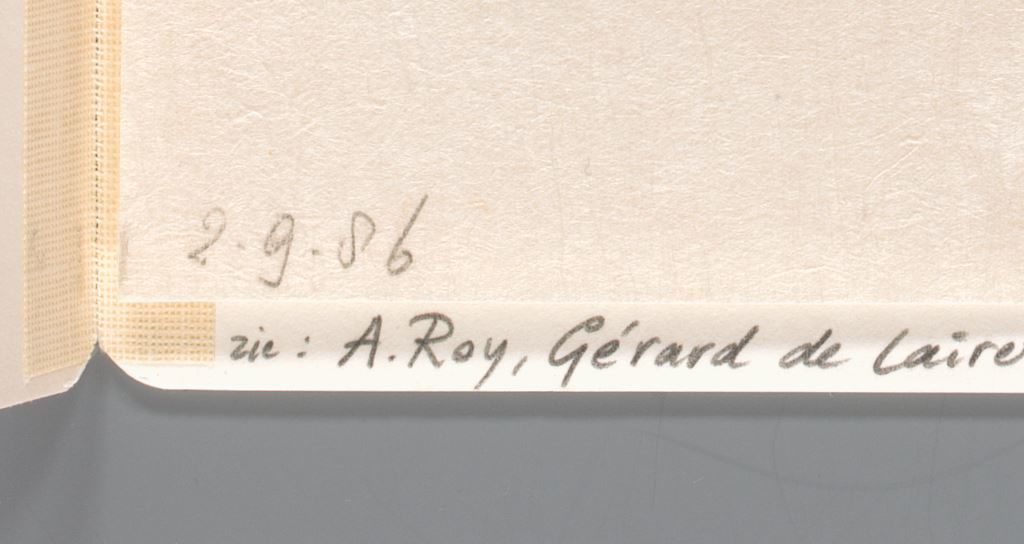 2.9.86
zie: A. Roy, Gérard de Laire